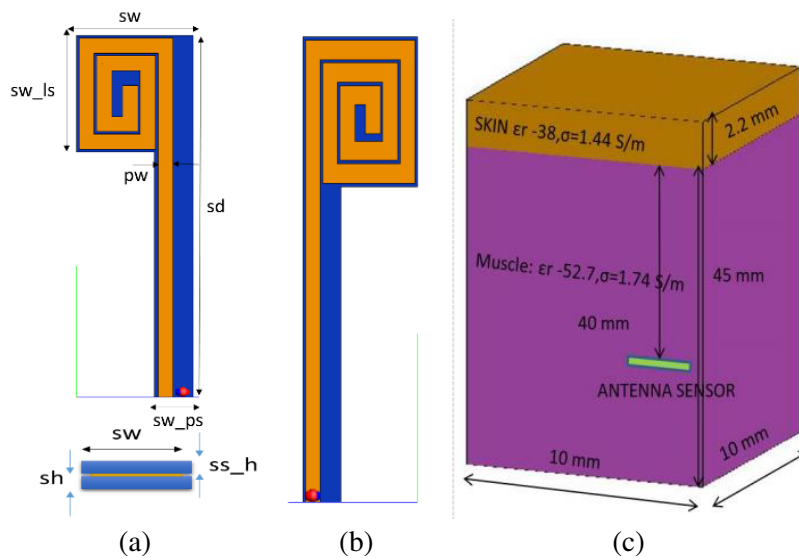 sw
sw_ls
pw
sd
sw_ps
sw
sh
ss_h
(a)
(b)
SKIN εr -38,σ=1.44 S/m
2.2 mm
Muscle: εr -52.7,σ=1.74 S/m
45 mm
40 mm
ANTENNA SENSOR
10 mm
10 mm
(c)